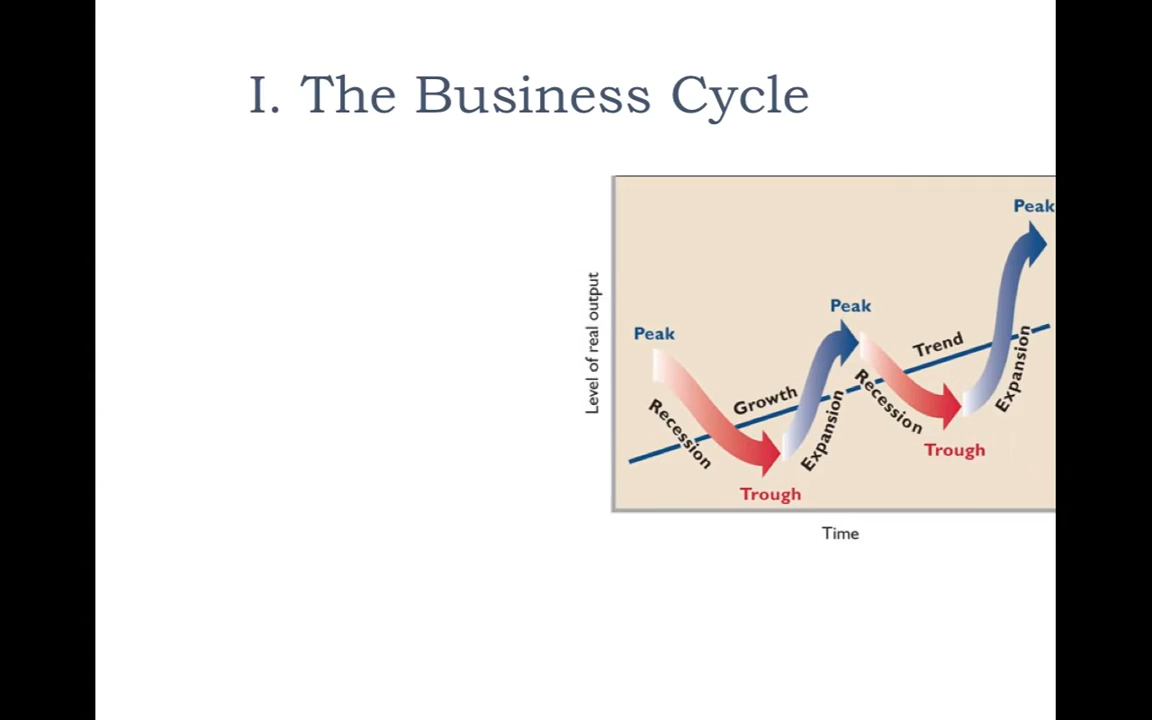 I. The Business Cycle
Peak
Level of real output
Peak
Peak
Trend
Growth
Recession
Expansion
Recession
Expansion
Trough
Trough
Time